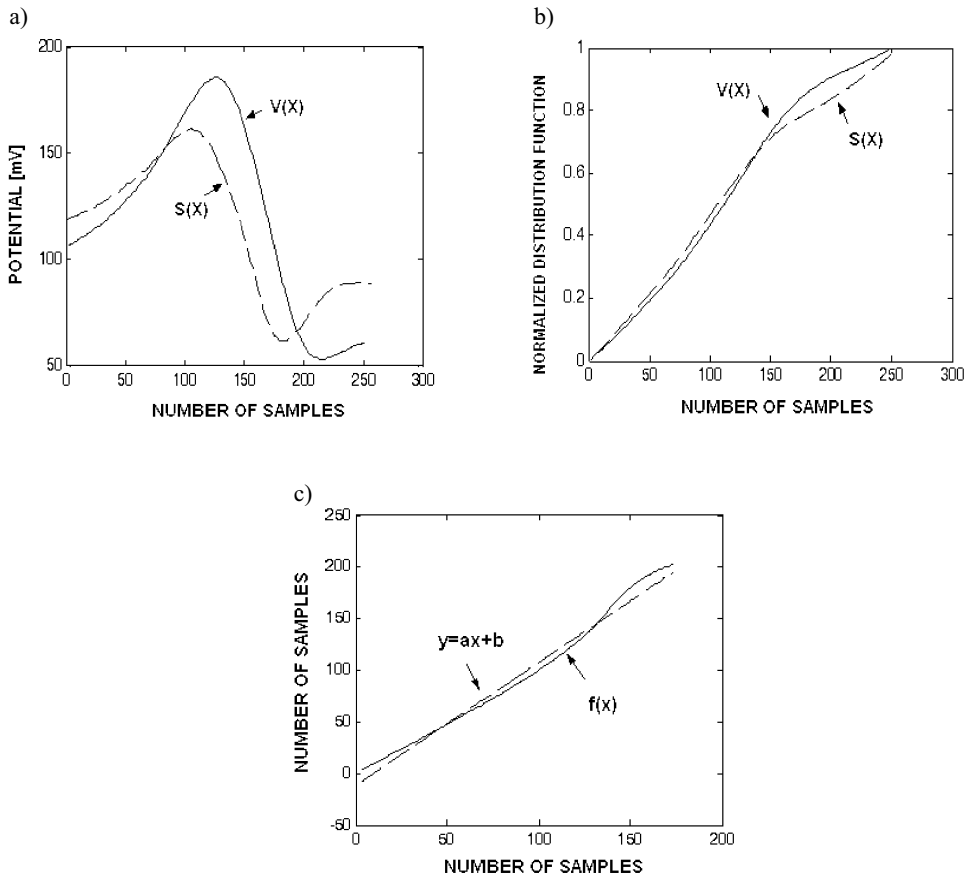 a)
200
150
100
50
0
50
100
150
200
250
300
POTENTIAL [mV]
NUMBER OF SAMPLES
V(X)
S(X)
b)
1
0.8
0.6
0.4
0.2
0
0
50
100
150
200
250
300
NORMALIZED DISTRIBUTION FUNCTION
NUMBER OF SAMPLES
V(X)
S(X)
c)
250
200
150
100
50
0
-50
0
50
100
150
200
NUMBER OF SAMPLES
NUMBER OF SAMPLES
y=ax+b
f(x)